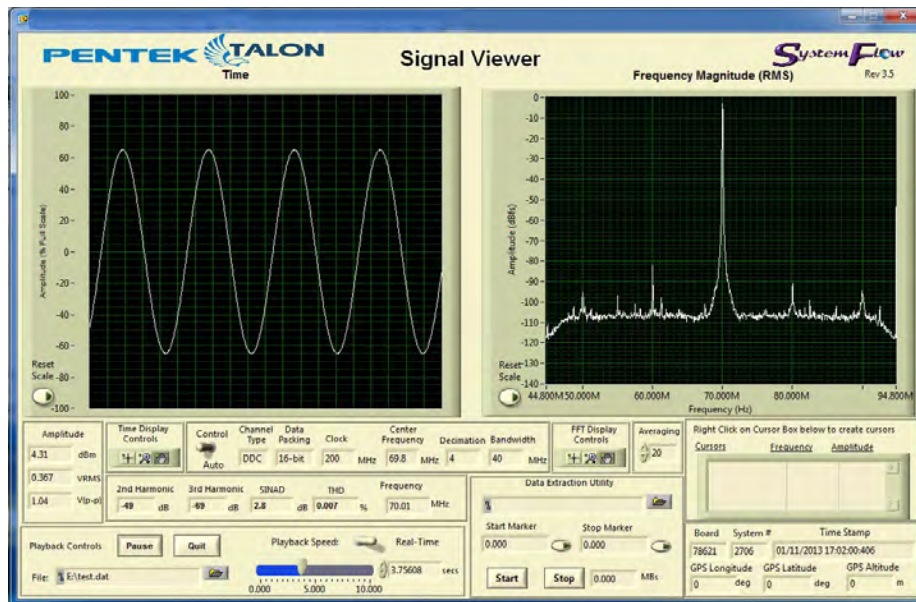 PENTEK TALON
Signal Viewer
System Flow
Rev 3.5
Time
Frequency Magnitude (RMS)
Amplitude (% Full Scale)
100
80
60
40
20
0
-20
-40
-60
-80
-100
Reset
Scale
Amplitude (dBfs)
0
-10
-20
-30
-40
-50
-60
-70
-80
-90
-100
-110
-120
-130
-140
44.800M 50.000M 60.000M 70.000M 80.000M 94.800M
Frequency (Hz)
Reset
Scale
Amplitude
4.31 dBm
0.367 VRMS
1.04 V(p-p)
Time Display
Controls
Control
Auto
Channel
Type
DDC
Data
Packing
16-bit
Clock
200 MHz
Center
Frequency
69.8 MHz
Decimation
4
Bandwidth
40 MHz
FFT Display
Controls
Averaging
20
Right Click on Cursor Box below to create cursors
Cursors Frequency Amplitude
2nd Harmonic
-49 dB
3rd Harmonic
-69 dB
SINAD
2.8 dB
THD
0.007 %
Frequency
70.01 MHz
Data Extraction Utility
Start Marker
0.000
Stop Marker
0.000
Start Stop 0.000 MBs
Playback Controls
Pause Quit
Playback Speed:
Real-Time
0.000 5.000 10.000
3.75608 secs
File: E:\test.dat
Board System # Time Stamp
78621 2706 01/11/2013 17:02:00:406
GPS Longitude GPS Latitude GPS Altitude
0 deg 0 deg 0 m